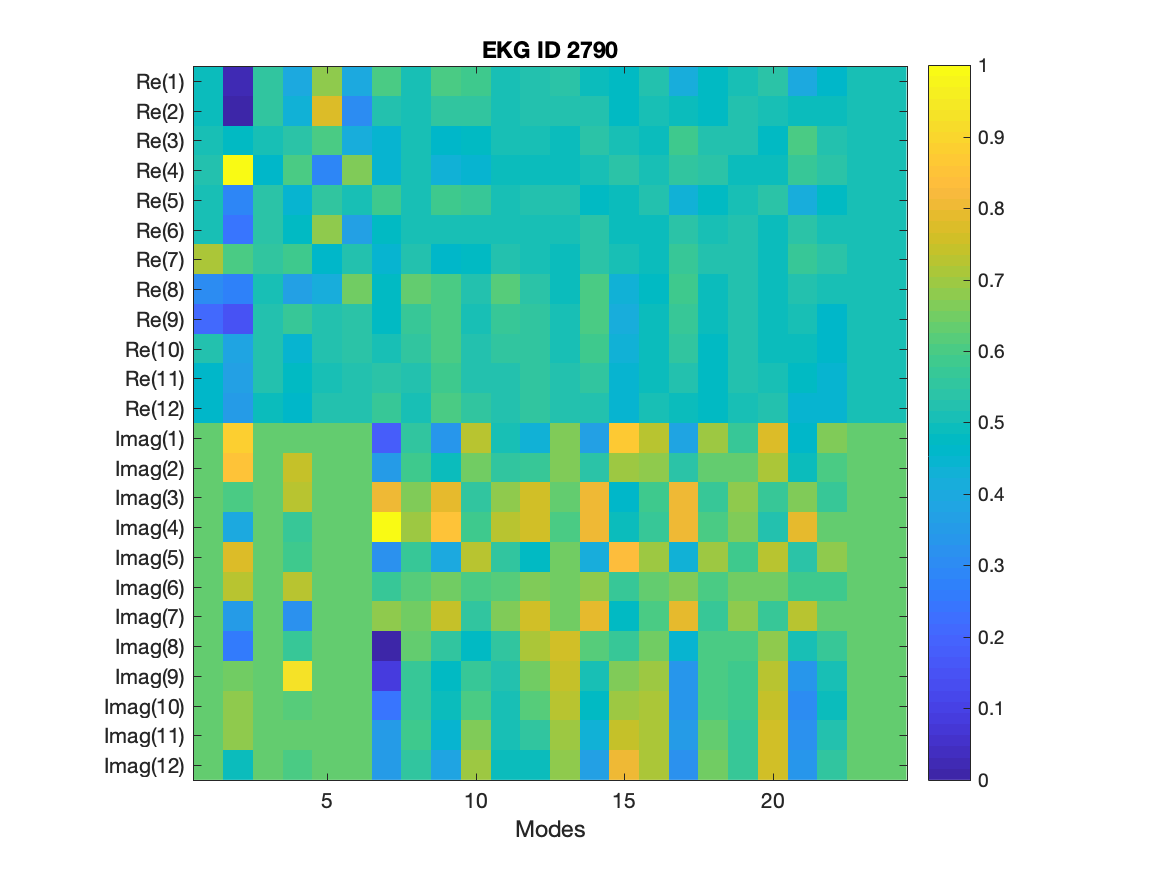 EKG ID 2790
Re(1)
Re(2)
Re(3)
Re(4)
Re(5)
Re(6)
Re(7)
Re(8)
Re(9)
Re(10)
Re(11)
Re(12)
Imag(1)
Imag(2)
Imag(3)
Imag(4)
Imag(5)
Imag(6)
Imag(7)
Imag(8)
Imag(9)
Imag(10)
Imag(11)
Imag(12)
5 10 15 20
Modes
1
0.9
0.8
0.7
0.6
0.5
0.4
0.3
0.2
0.1
0